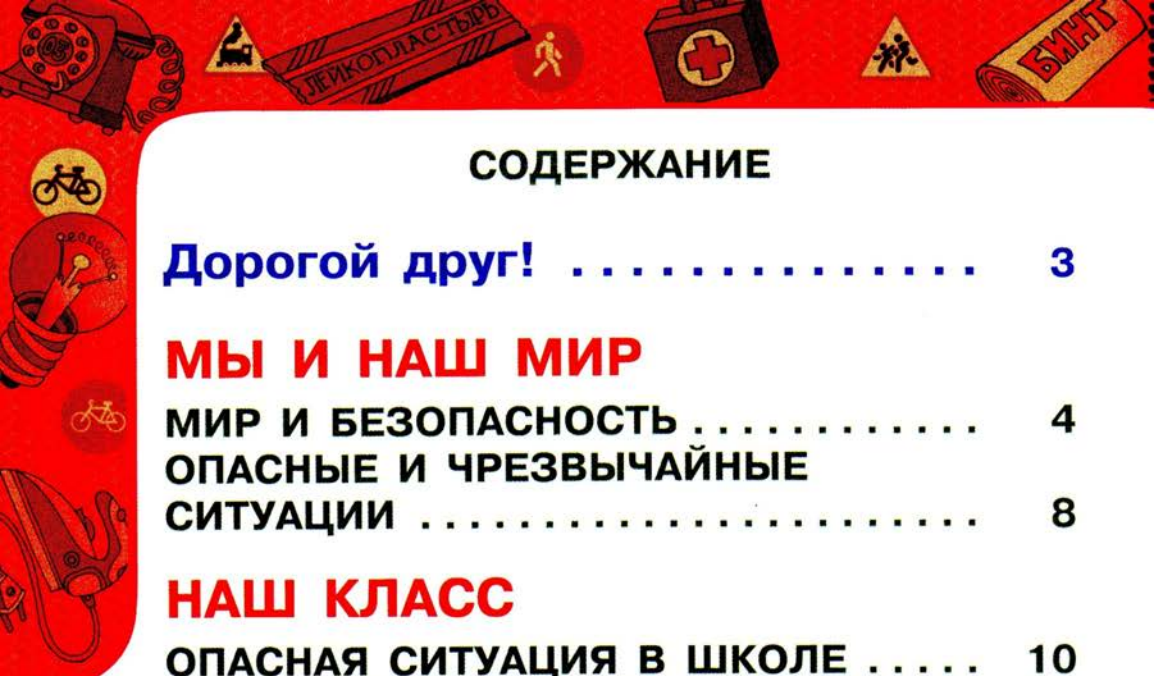 03
ЛЕЙКОПЛАСТЫРЬ
БИНТ
СОДЕРЖАНИЕ
Дорогой друг! .............. 3
МЫ И НАШ МИР
МИР И БЕЗОПАСНОСТЬ ............ 4
ОПАСНЫЕ И ЧРЕЗВЫЧАЙНЫЕ
СИТУАЦИИ ...................... 8
НАШ КЛАСС
ОПАСНАЯ СИТУАЦИЯ В ШКОЛЕ ..... 10